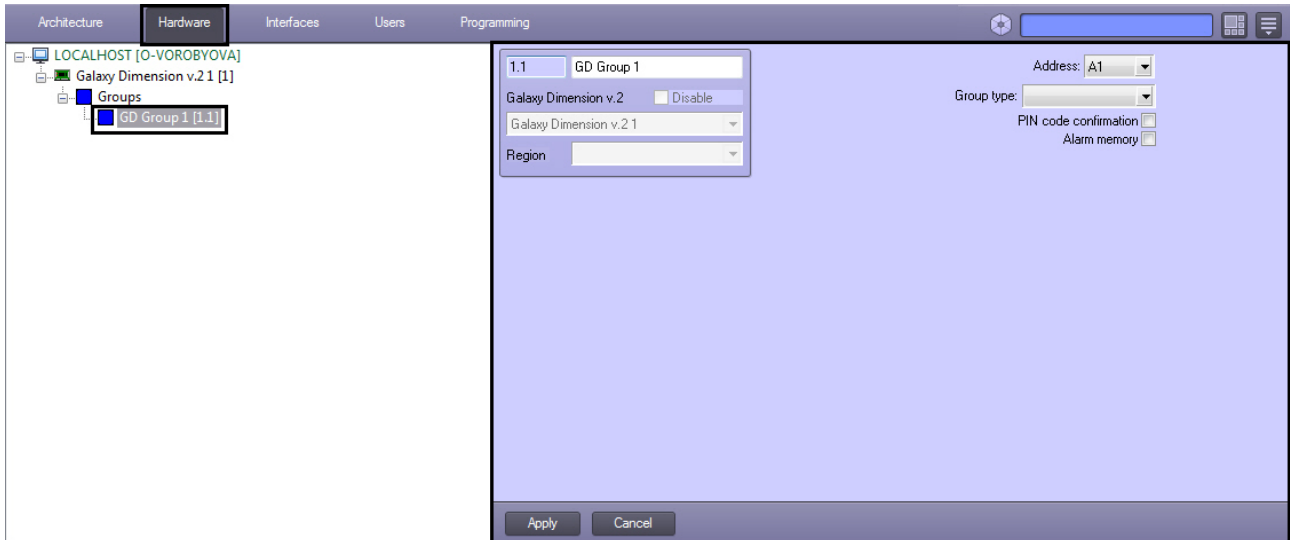 Architecture Hardware Interfaces Users Programming
LOCALHOST [O-VOROBYOVA]
Galaxy Dimension v.2 1 [1]
Groups
GD Group 1 [1.1]
1.1 GD Group 1
Galaxy Dimension v.2 Disable
Galaxy Dimension v.2 1
Region
Address: A1
Group type:
PIN code confirmation
Alarm memory
Apply Cancel